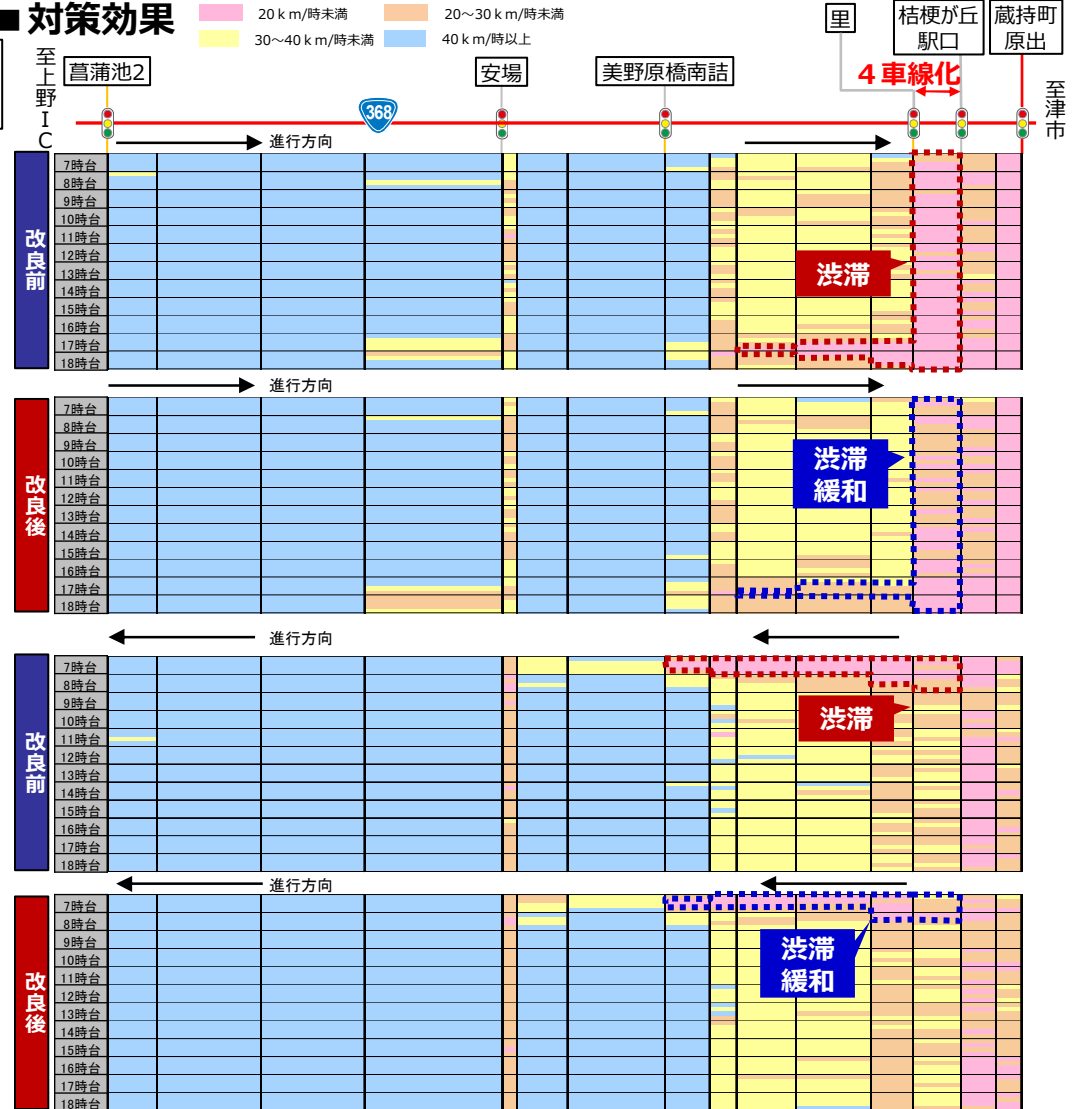 ■ 対策効果
20ｋｍ/時未満
20～30ｋｍ/時未満
30～40ｋｍ/時未満
40ｋｍ/時以上
里
桔梗が丘
駅口
蔵持町
原出
至上野ＩＣ
菖蒲池2
安場
美野原橋南詰
４車線化
至津市
368
進行方向
改良前
7時台
8時台
9時台
10時台
11時台
12時台
13時台
14時台
15時台
16時台
17時台
18時台
渋滞
進行方向
改良後
7時台
8時台
9時台
10時台
11時台
12時台
13時台
14時台
15時台
16時台
17時台
18時台
渋滞
緩和
進行方向
改良前
7時台
8時台
9時台
10時台
11時台
12時台
13時台
14時台
15時台
16時台
17時台
18時台
渋滞
進行方向
改良後
7時台
8時台
9時台
10時台
11時台
12時台
13時台
14時台
15時台
16時台
17時台
18時台
渋滞
緩和